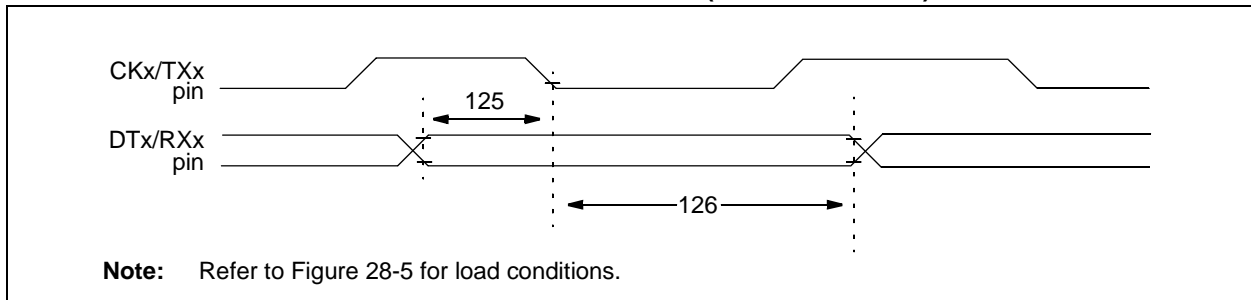 CKx/TXx
pin
125
DTx/RXx
pin
126
Note: Refer to Figure 28-5 for load conditions.